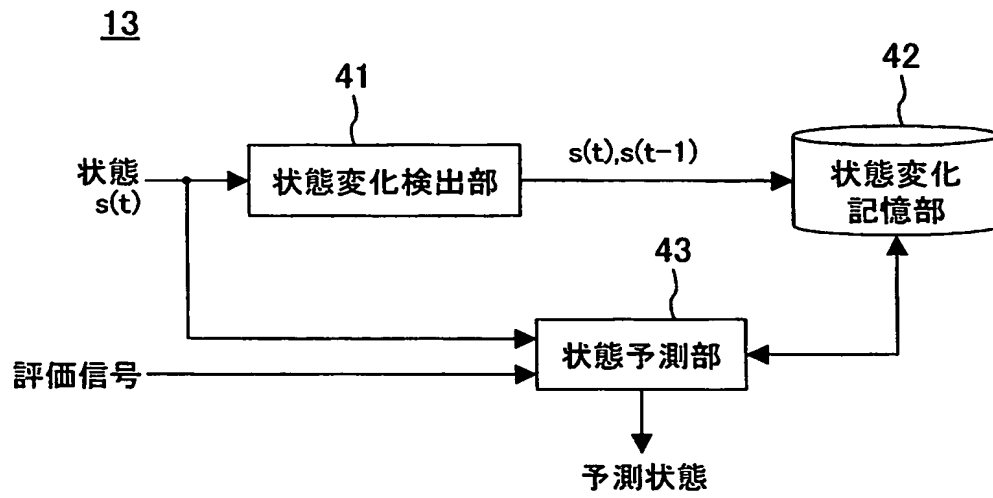 13
41
42
状態
s(t)
状態変化検出部
s(t),s(t-1)
状態変化
記憶部
43
状態予測部
評価信号
予測状態